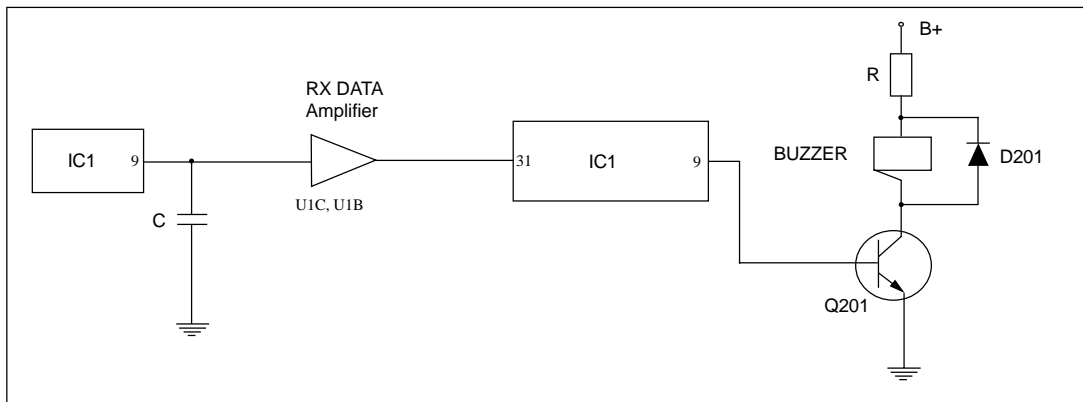 B+
R
RX DATA
Amplifier
IC1
9
31
IC1
9
BUZZER
D201
U1C, U1B
C
Q201